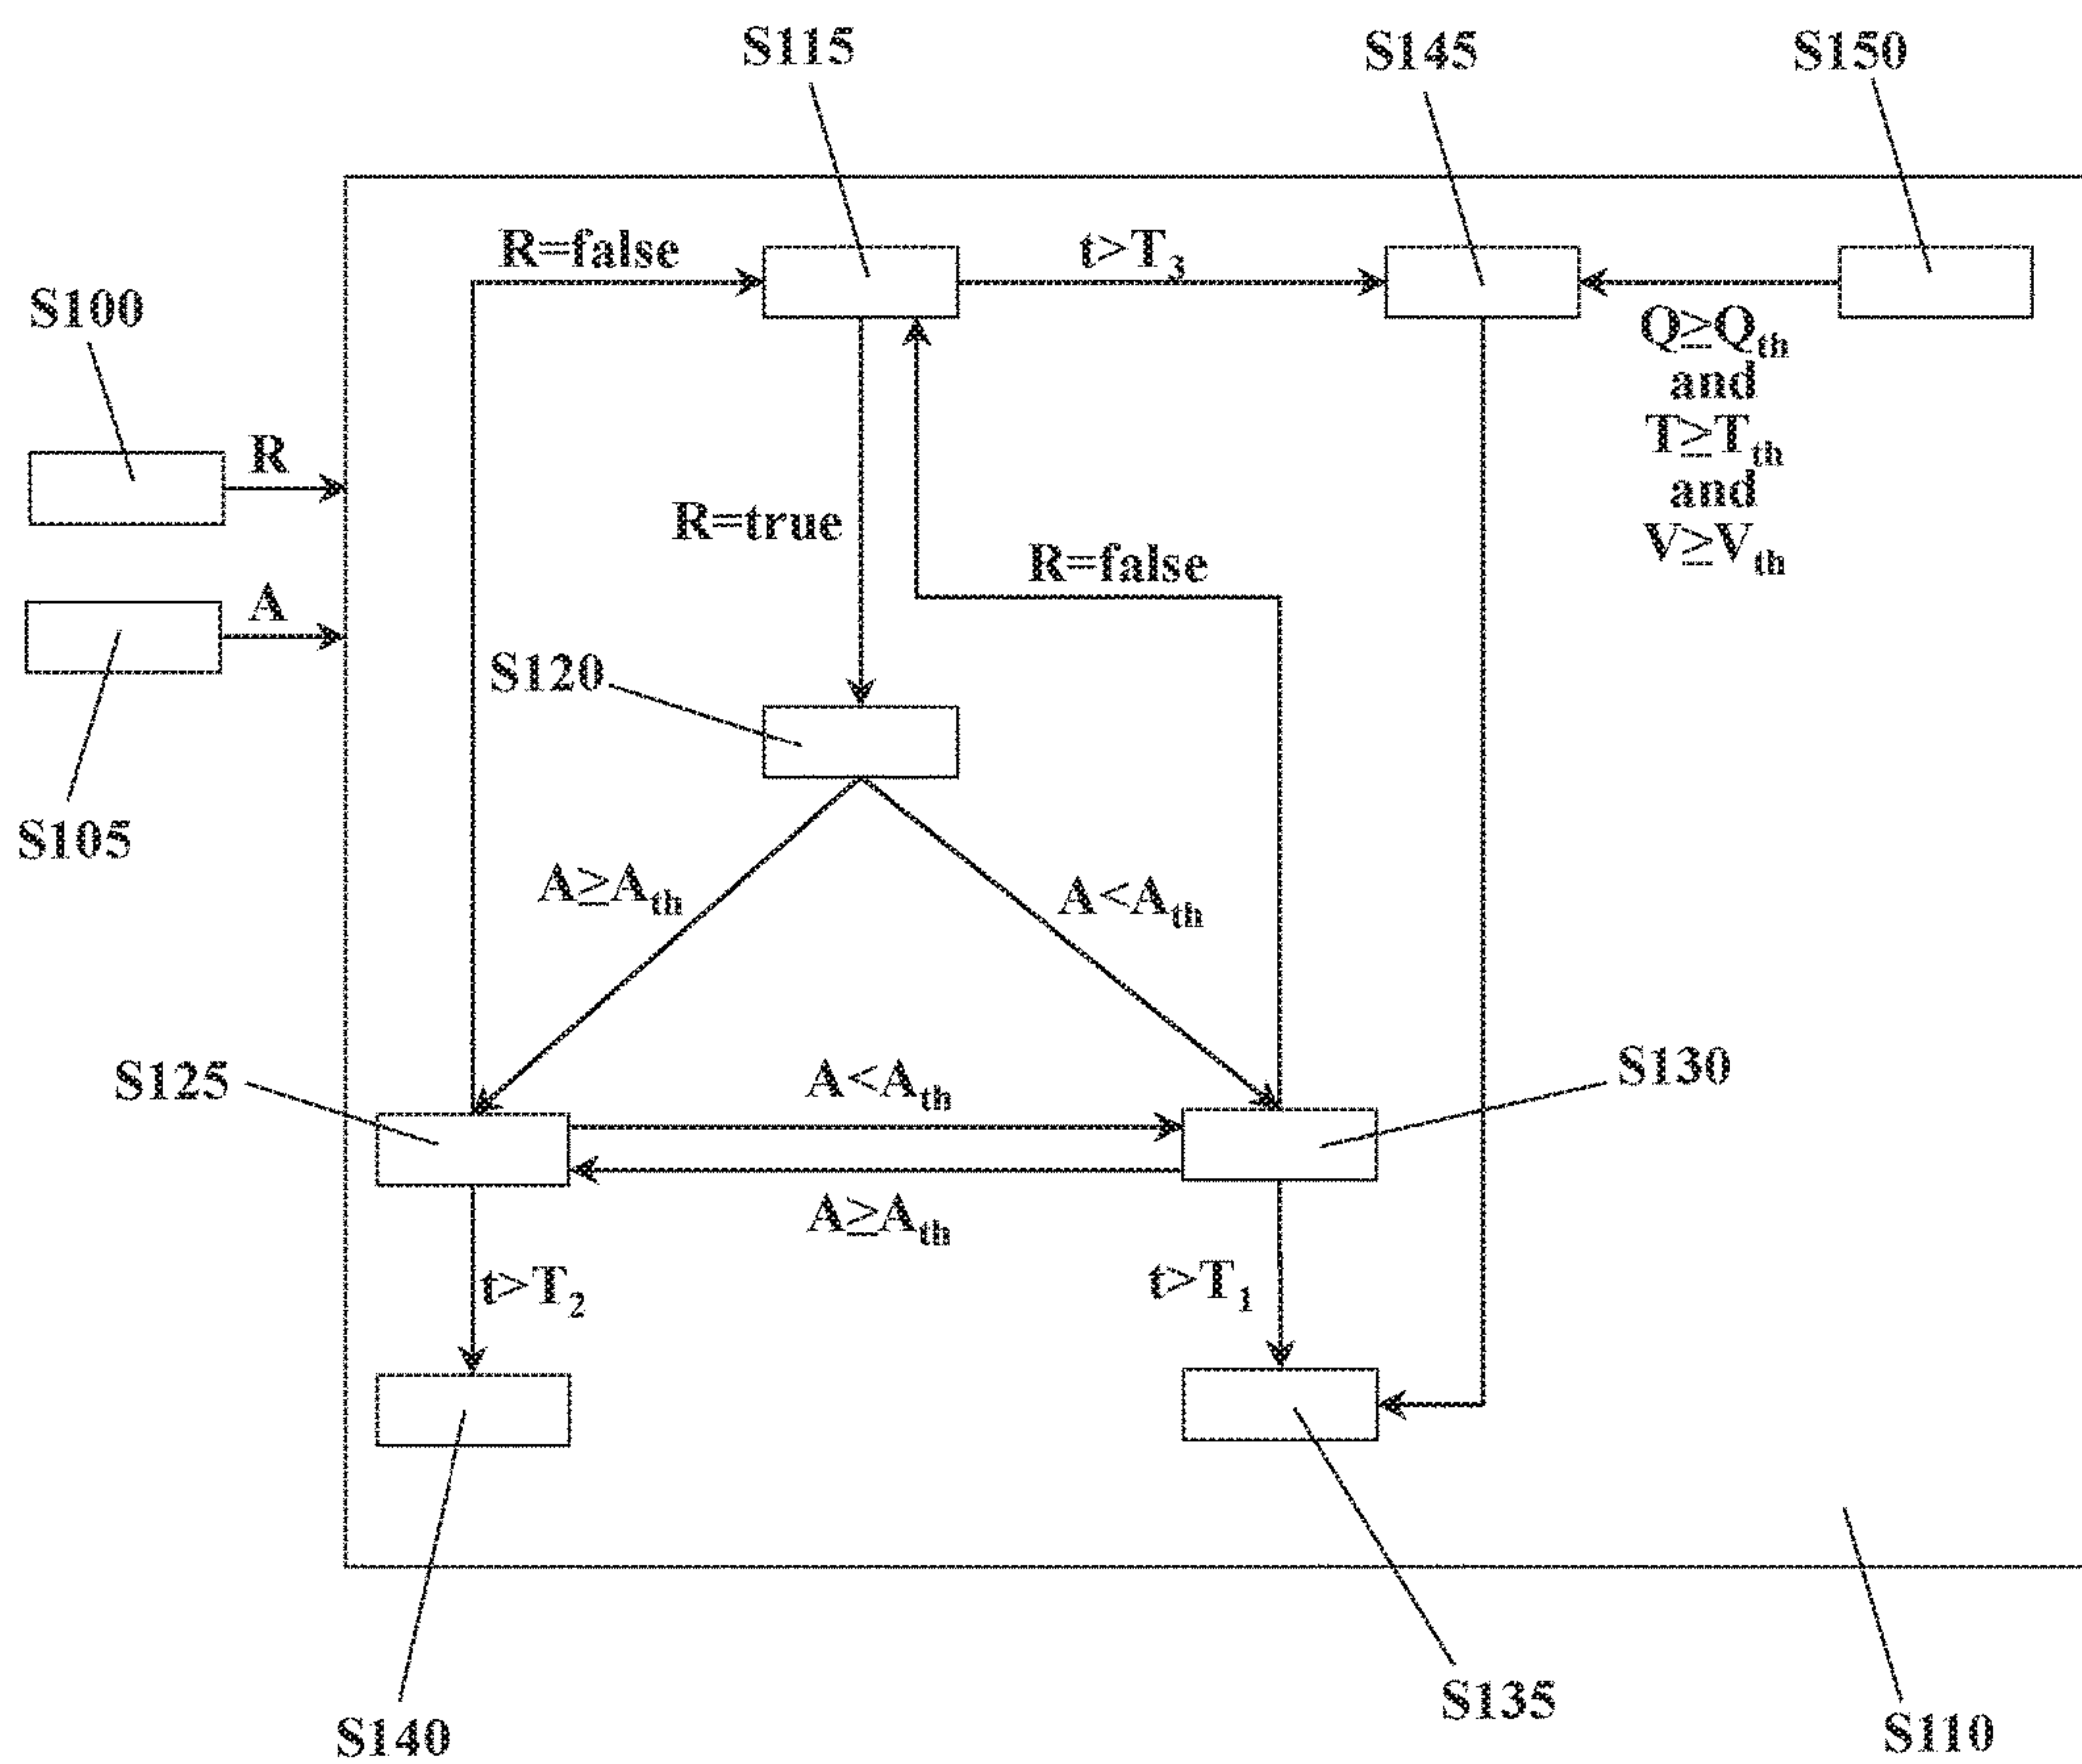 S115
S145
S150
R=false
t>T3
S100
Q≥Qth
and
T≥Tth
and
V≥Vth
R
R=true
R=false
A
S120
S105
A≥Ath
A<Ath
S125
A<Ath
S130
A≥Ath
t>T2
t>T1
S135
S140
S110